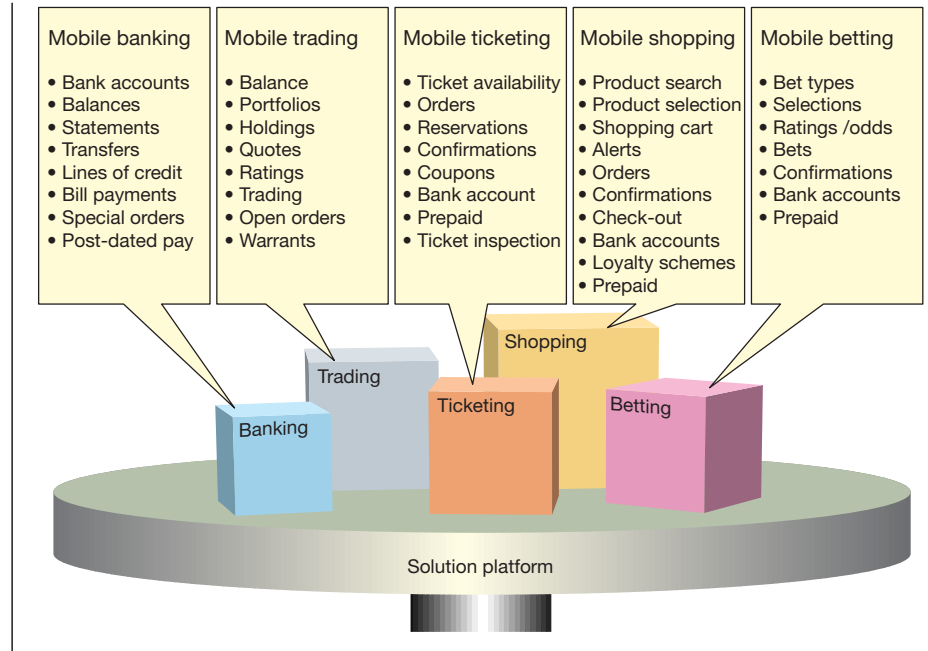 Mobile banking
• Bank accounts
• Balances
• Statements
• Transfers
• Lines of credit
• Bill payments
• Special orders
• Post-dated pay
Mobile trading
• Balance
• Portfolios
• Holdings
• Quotes
• Ratings
• Trading
• Open orders
• Warrants
Mobile ticketing
• Ticket availability
• Orders
• Reservations
• Confirmations
• Coupons
• Bank account
• Prepaid
• Ticket inspection
Mobile shopping
• Product search
• Product selection
• Shopping cart
• Alerts
• Orders
• Confirmations
• Check-out
• Bank accounts
• Loyalty schemes
• Prepaid
Mobile betting
• Bet types
• Selections
• Ratings /odds
• Bets
• Confirmations
• Bank accounts
• Prepaid
Shopping
Trading
Ticketing
Betting
Banking
Solution platform